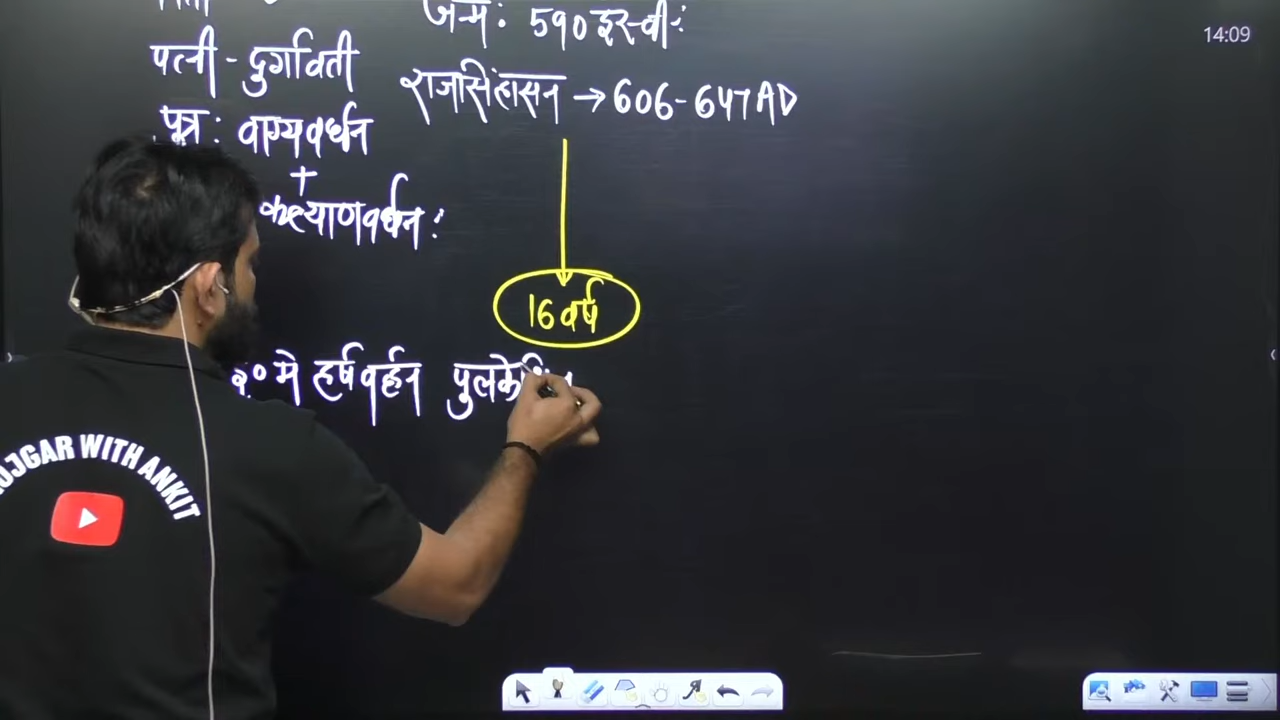 जन्म: 590 इस्वी:
14:09
पत्नी - दुर्गावती
राजसिंहासन → 606-647 AD
पुत्र: वाग्यवर्धन
+
कल्याणवर्धन:
16 वर्ष
मे हर्षवर्धन पुलकेशिन
OJGAR WITH ANKIT